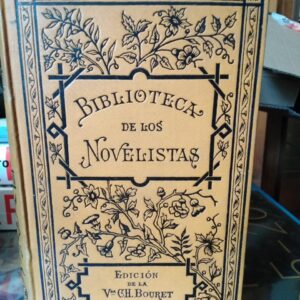 BIBLIOTECA
DE LOS
NOVELISTAS
EDICIÓN
DE LA
Vda CH. BOURET